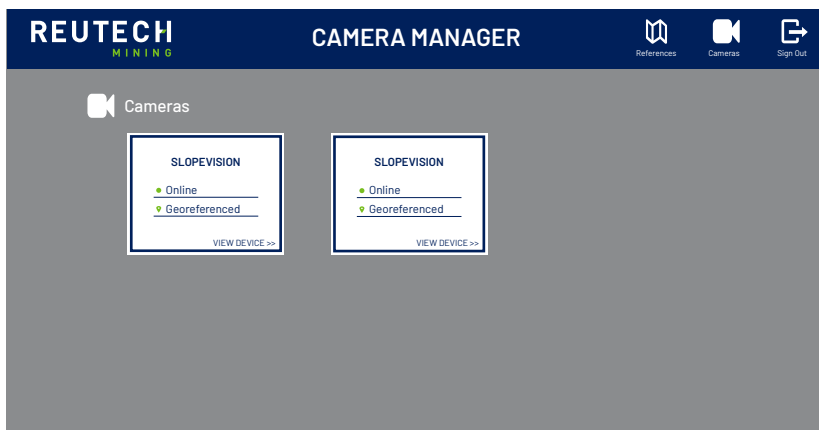 REUTECH
MINING
CAMERA MANAGER
References
Cameras
Sign Out
Cameras
SLOPEVISION
Online
Georeferenced
VIEW DEVICE >>
SLOPEVISION
Online
Georeferenced
VIEW DEVICE >>